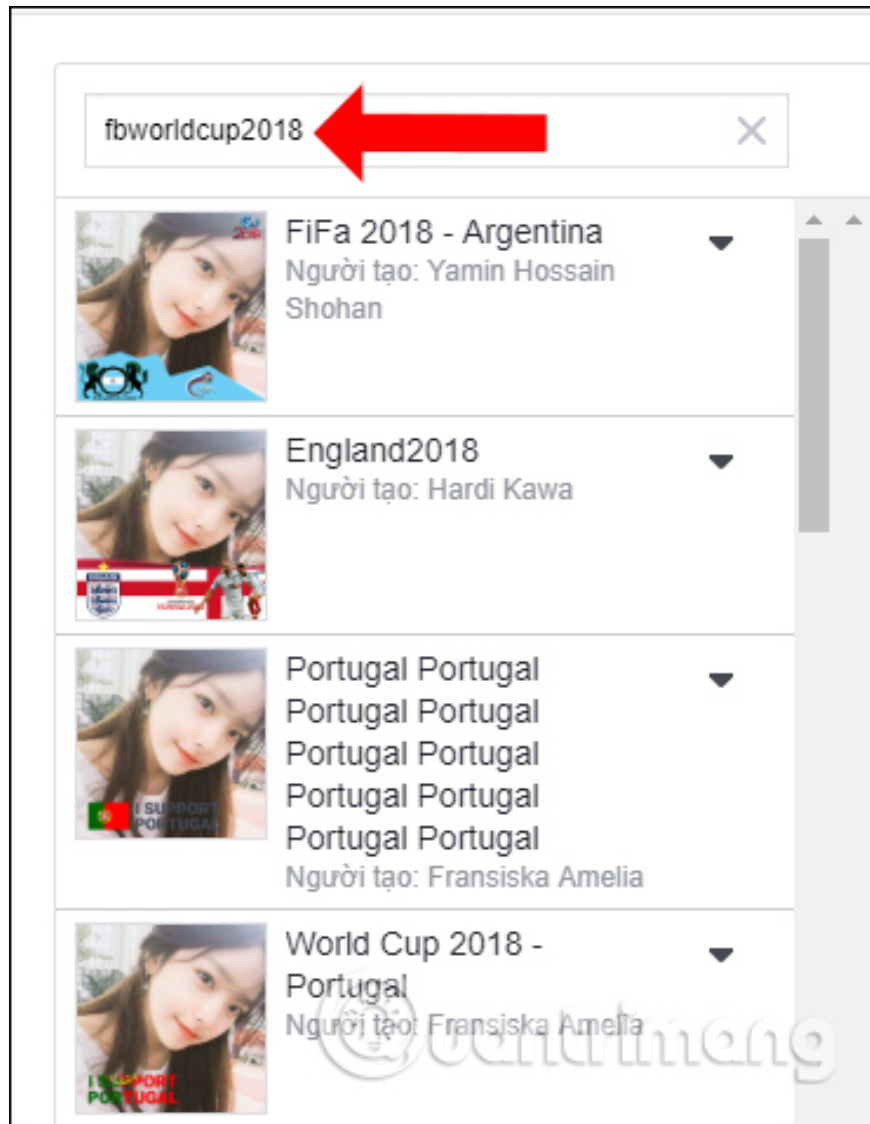 fbworldcup2018
2018
FiFa 2018 - Argentina
Người tạo: Yamin Hossain
Shohan
England2018
Người tạo: Hardi Kawa
ENGLAND
Portugal Portugal
Portugal Portugal
Portugal Portugal
Portugal Portugal
Portugal Portugal
Người tạo: Fransiska Amelia
I SUPPORT
PORTUGAL
World Cup 2018 -
Portugal
Người tạo: Fransiska Amelia
I SUPPORT
PORTUGAL
Quantrimang